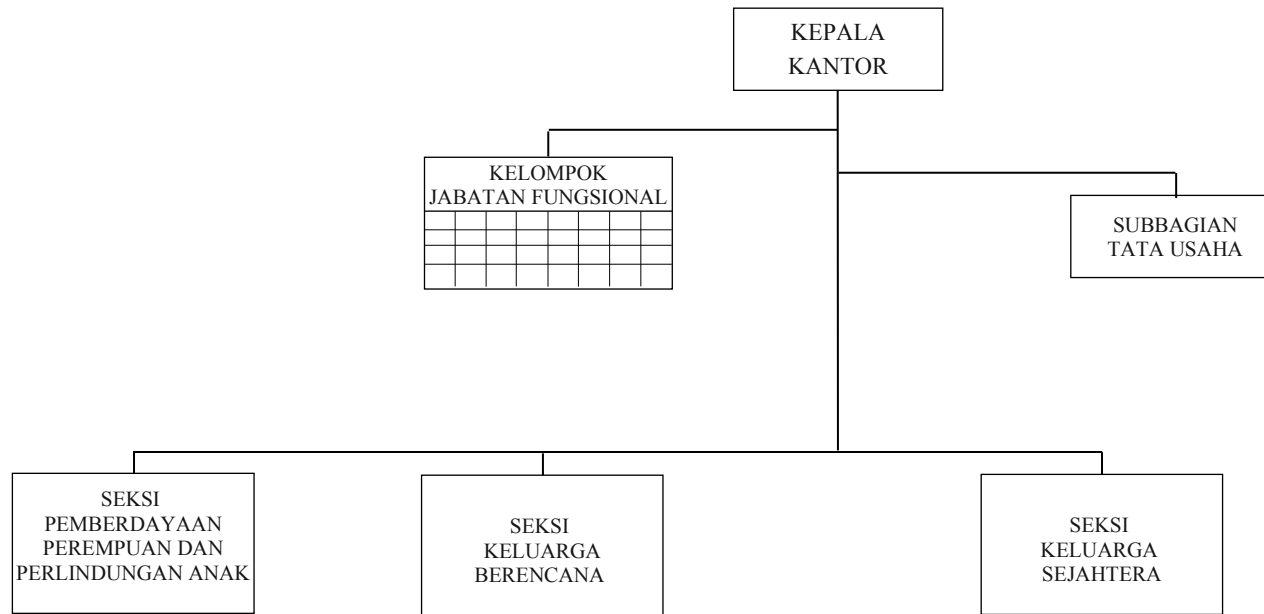 KEPALA
KANTOR
KELOMPOK
JABATAN FUNGSIONAL
SUBBAGIAN
TATA USAHA
SEKSI
PEMBERDAYAAN
PEREMPUAN DAN
PERLINDUNGAN ANAK
SEKSI
KELUARGA
BERENCANA
SEKSI
KELUARGA
SEJAHTERA